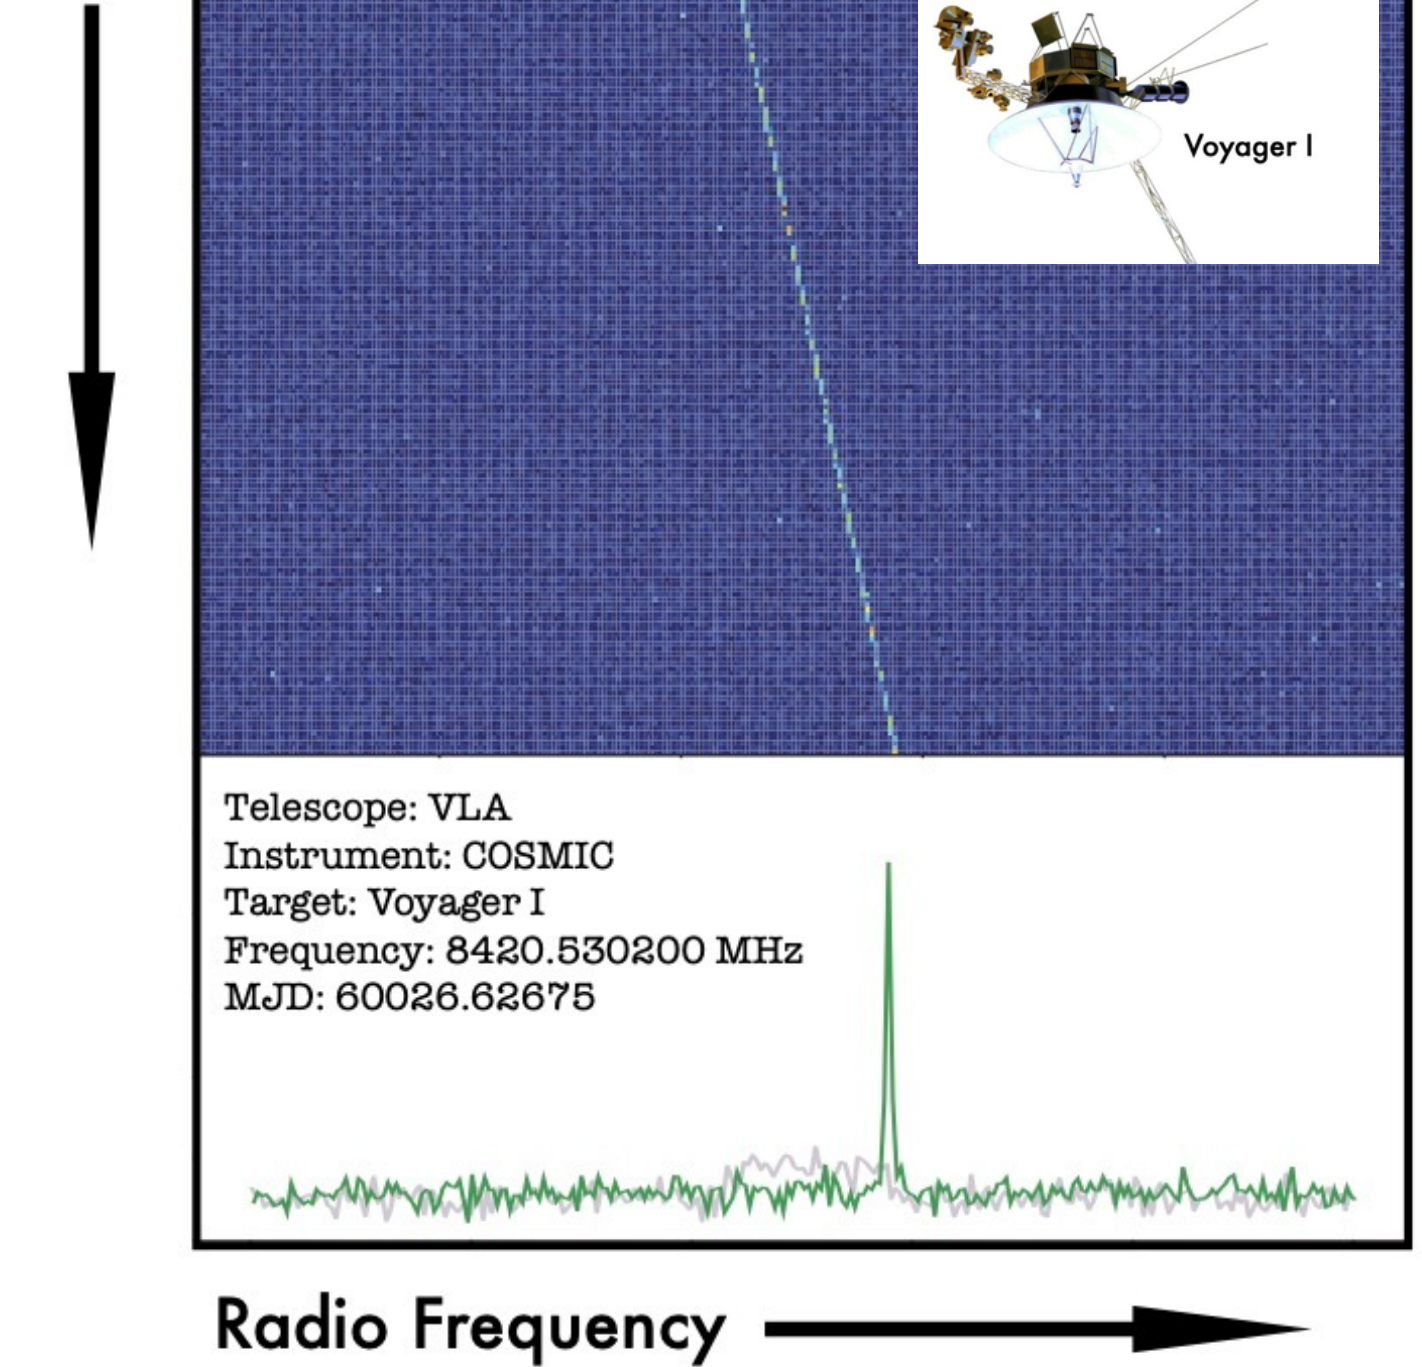 Voyager I
Telescope: VLA
Instrument: COSMIC
Target: Voyager I
Frequency: 8420.530200 MHz
MJD: 60026.62675
Radio Frequency